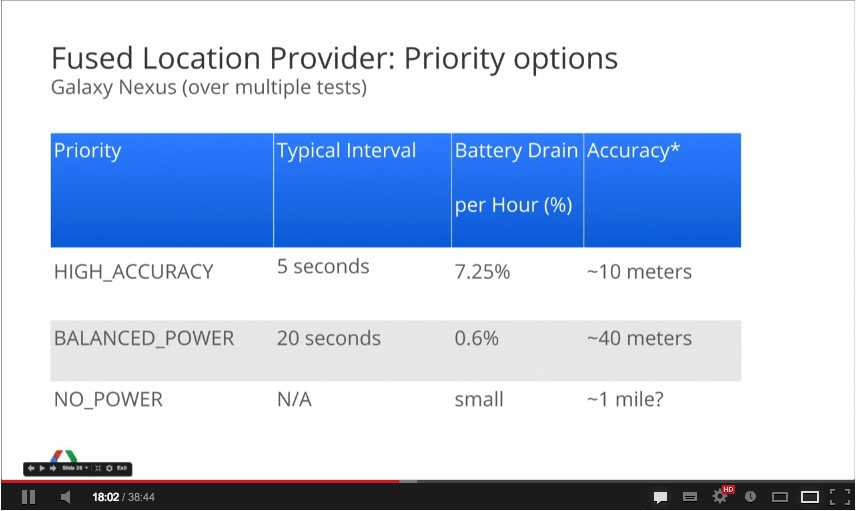 Fused Location Provider: Priority options
Galaxy Nexus (over multiple tests)
Priority Typical Interval Battery Drain per Hour (%) Accuracy*
HIGH_ACCURACY 5 seconds 7.25% ~10 meters
BALANCED_POWER 20 seconds 0.6% ~40 meters
NO_POWER N/A small ~1 mile?
Slide 26 Exit
18:02 / 38:44 HD